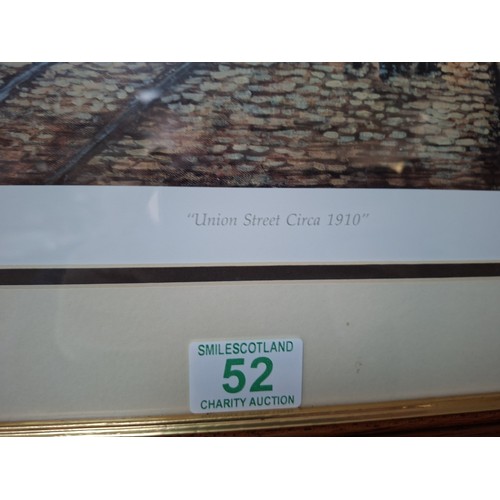 "Union Street Circa 1910"
SMILESCOTLAND
52
CHARITY AUCTION